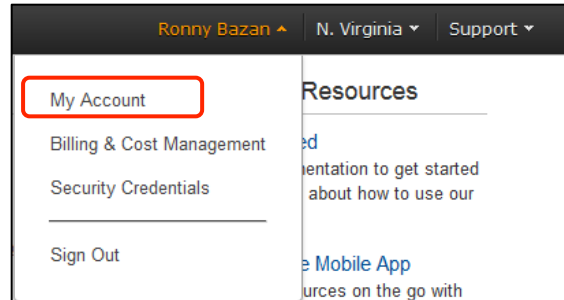 Ronny Bazan N. Virginia Support
My Account
Billing & Cost Management
Security Credentials
Sign Out
Resources
ed
entation to get started
about how to use our
e Mobile App
urces on the go with